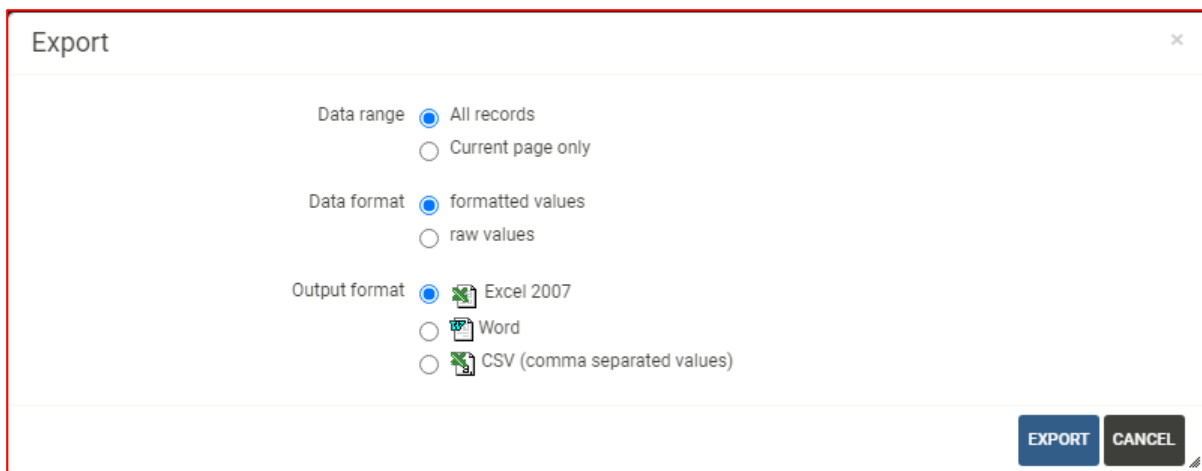 Export ×
Data range All records
Current page only
Data format formatted values
raw values
Output format Excel 2007
Word
CSV (comma separated values)
EXPORT CANCEL